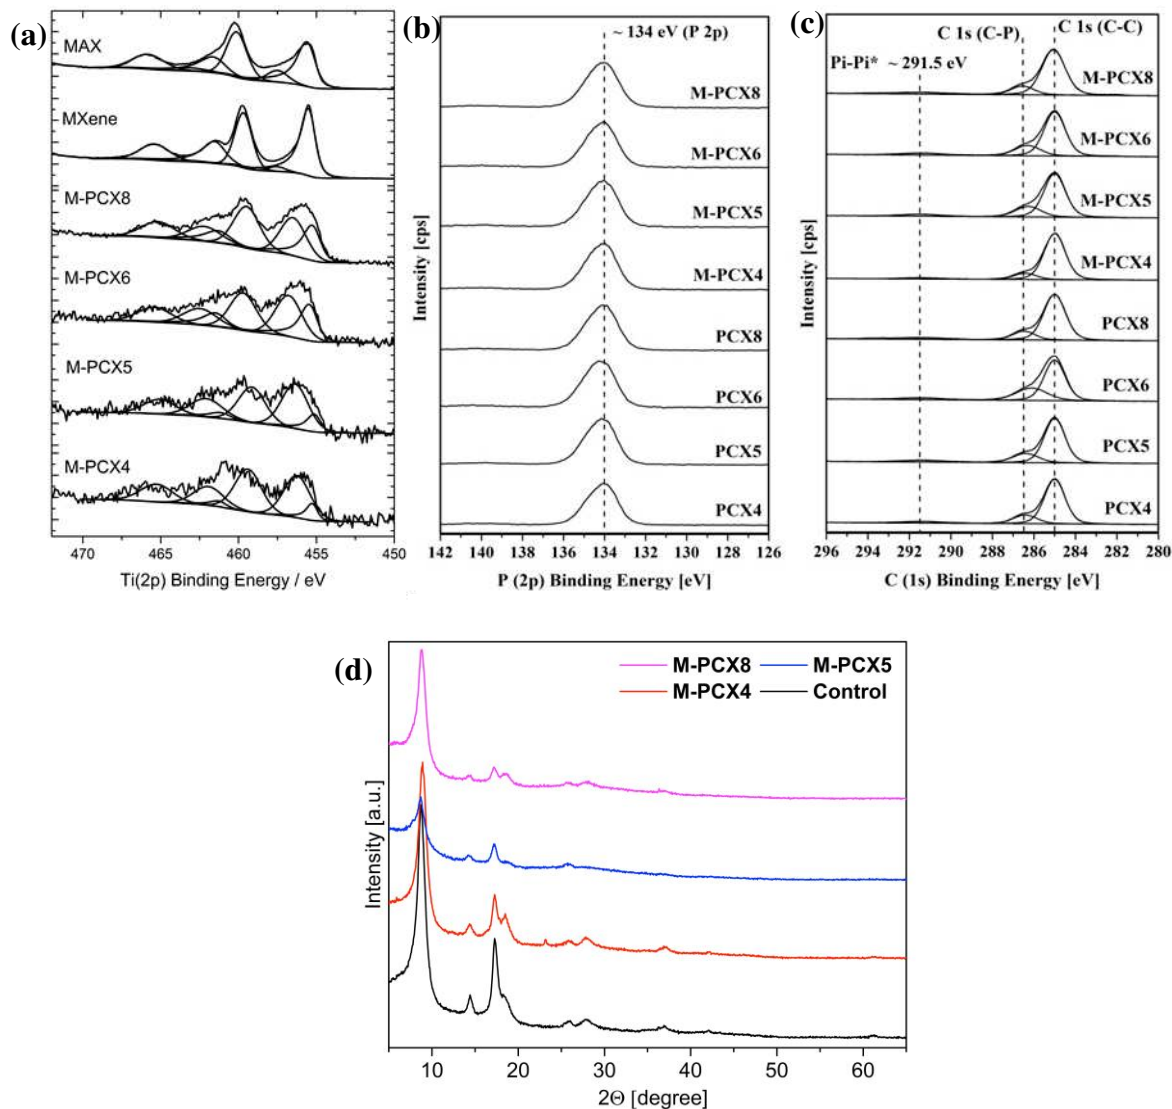 (a)
MAX
MXene
M-PCX8
M-PCX6
M-PCX5
M-PCX4
470 465 460 455 450
Ti(2p) Binding Energy / eV
(b)
~ 134 eV (P 2p)
M-PCX8
M-PCX6
M-PCX5
M-PCX4
PCX8
PCX6
PCX5
PCX4
Intensity [cps]
142 140 138 136 134 132 130 128 126
P (2p) Binding Energy [eV]
(c)
C 1s (C-C)
C 1s (C-P)
Pi-Pi* ~ 291.5 eV
M-PCX8
M-PCX6
M-PCX5
M-PCX4
PCX8
PCX6
PCX5
PCX4
Intensity [cps]
296 294 292 290 288 286 284 282 280
C (1s) Binding Energy [eV]
(d)
M-PCX8 M-PCX5
M-PCX4 Control
Intensity [a.u.]
10 20 30 40 50 60
2Θ [degree]